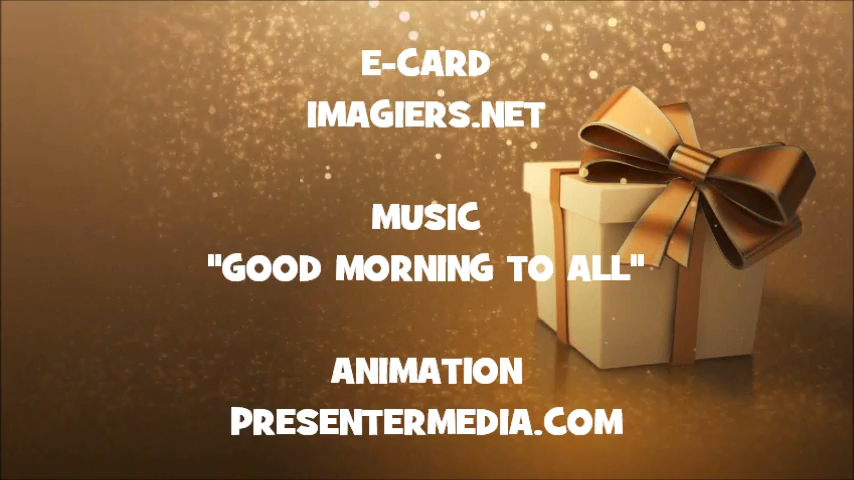 E-CARD
IMAGIERS.NET
MUSIC
"GOOD MORNING TO ALL"
ANIMATION
PRESENTERMEDIA.COM